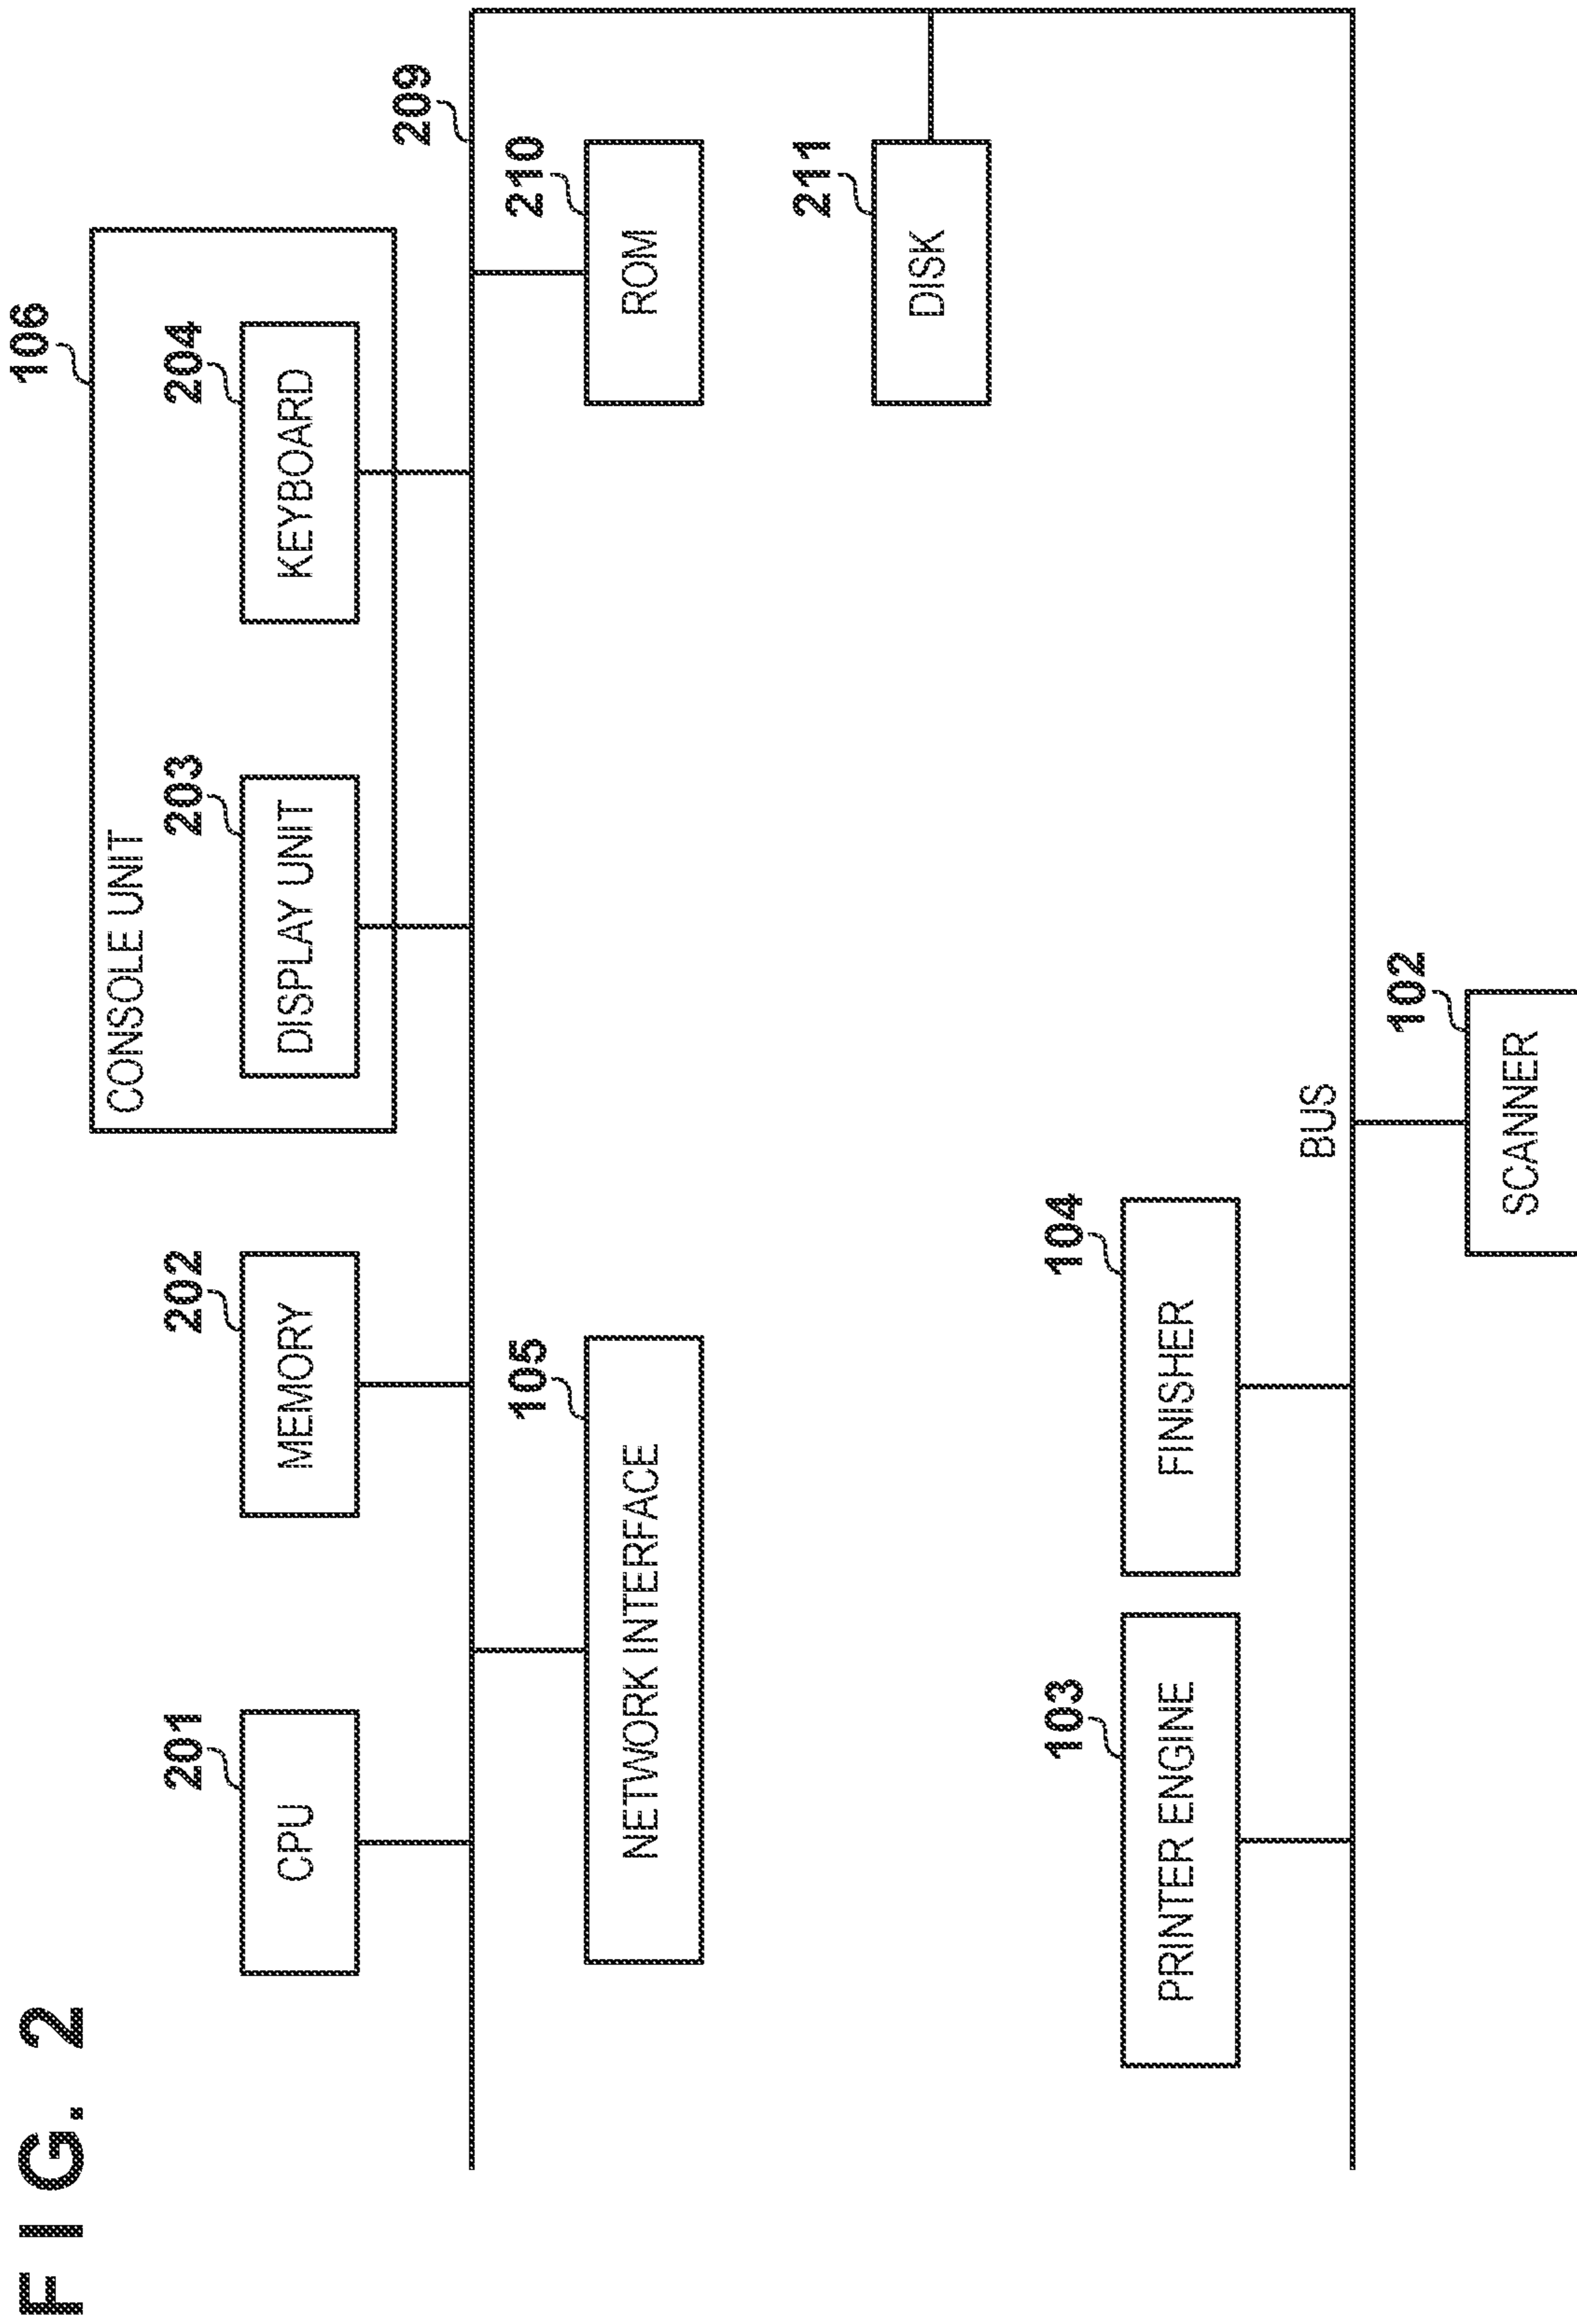 FIG. 2
106
CONSOLE UNIT
201
202
203
204
CPU
MEMORY
DISPLAY UNIT
KEYBOARD
209
105
210
NETWORK INTERFACE
ROM
211
DISK
103
104
PRINTER ENGINE
FINISHER
BUS
102
SCANNER